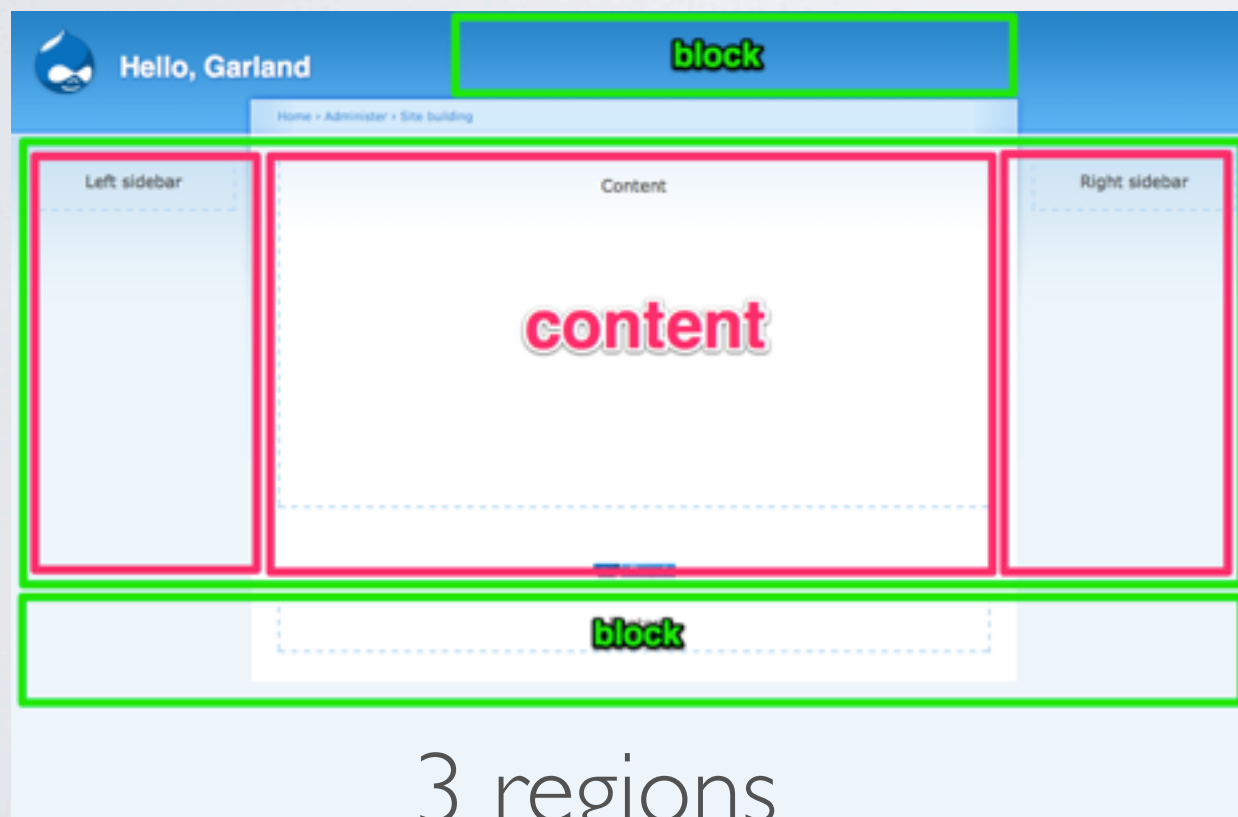 Hello, Garland
block
Home › Administer › Site building
Left sidebar
Content
Right sidebar
content
block
3 regions